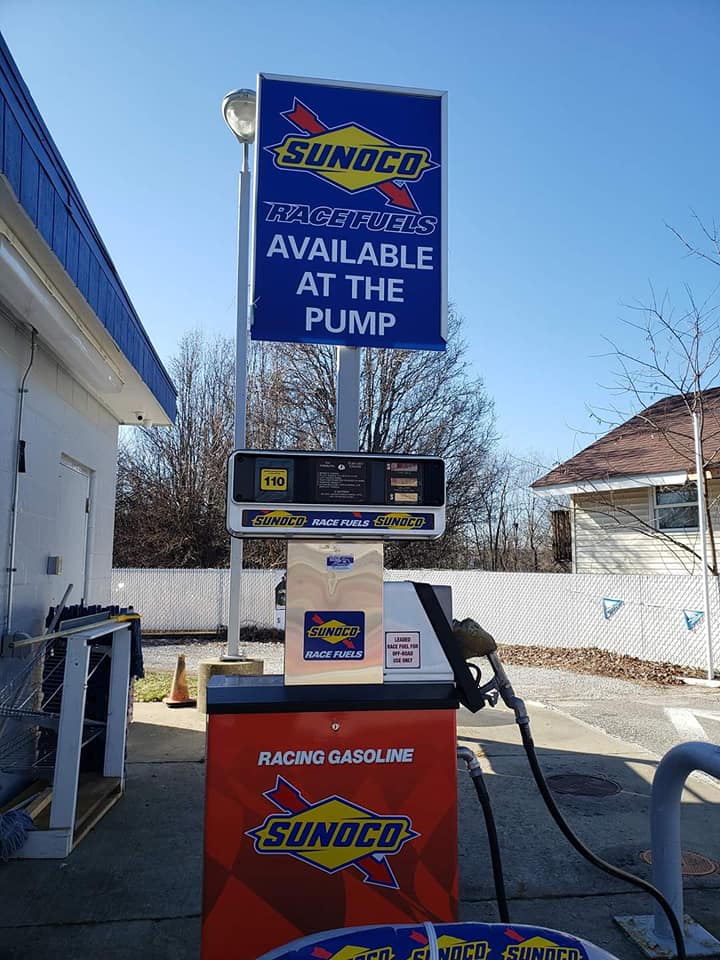 SUNOCO
RACE FUELS
AVAILABLE
AT THE
PUMP
110
SUNOCO RACE FUELS SUNOCO
SUNOCO
RACE FUELS
LEADED
RACE FUEL FOR
OFF-ROAD
USE ONLY
RACING GASOLINE
SUNOCO
SUNOCO SUNOCO